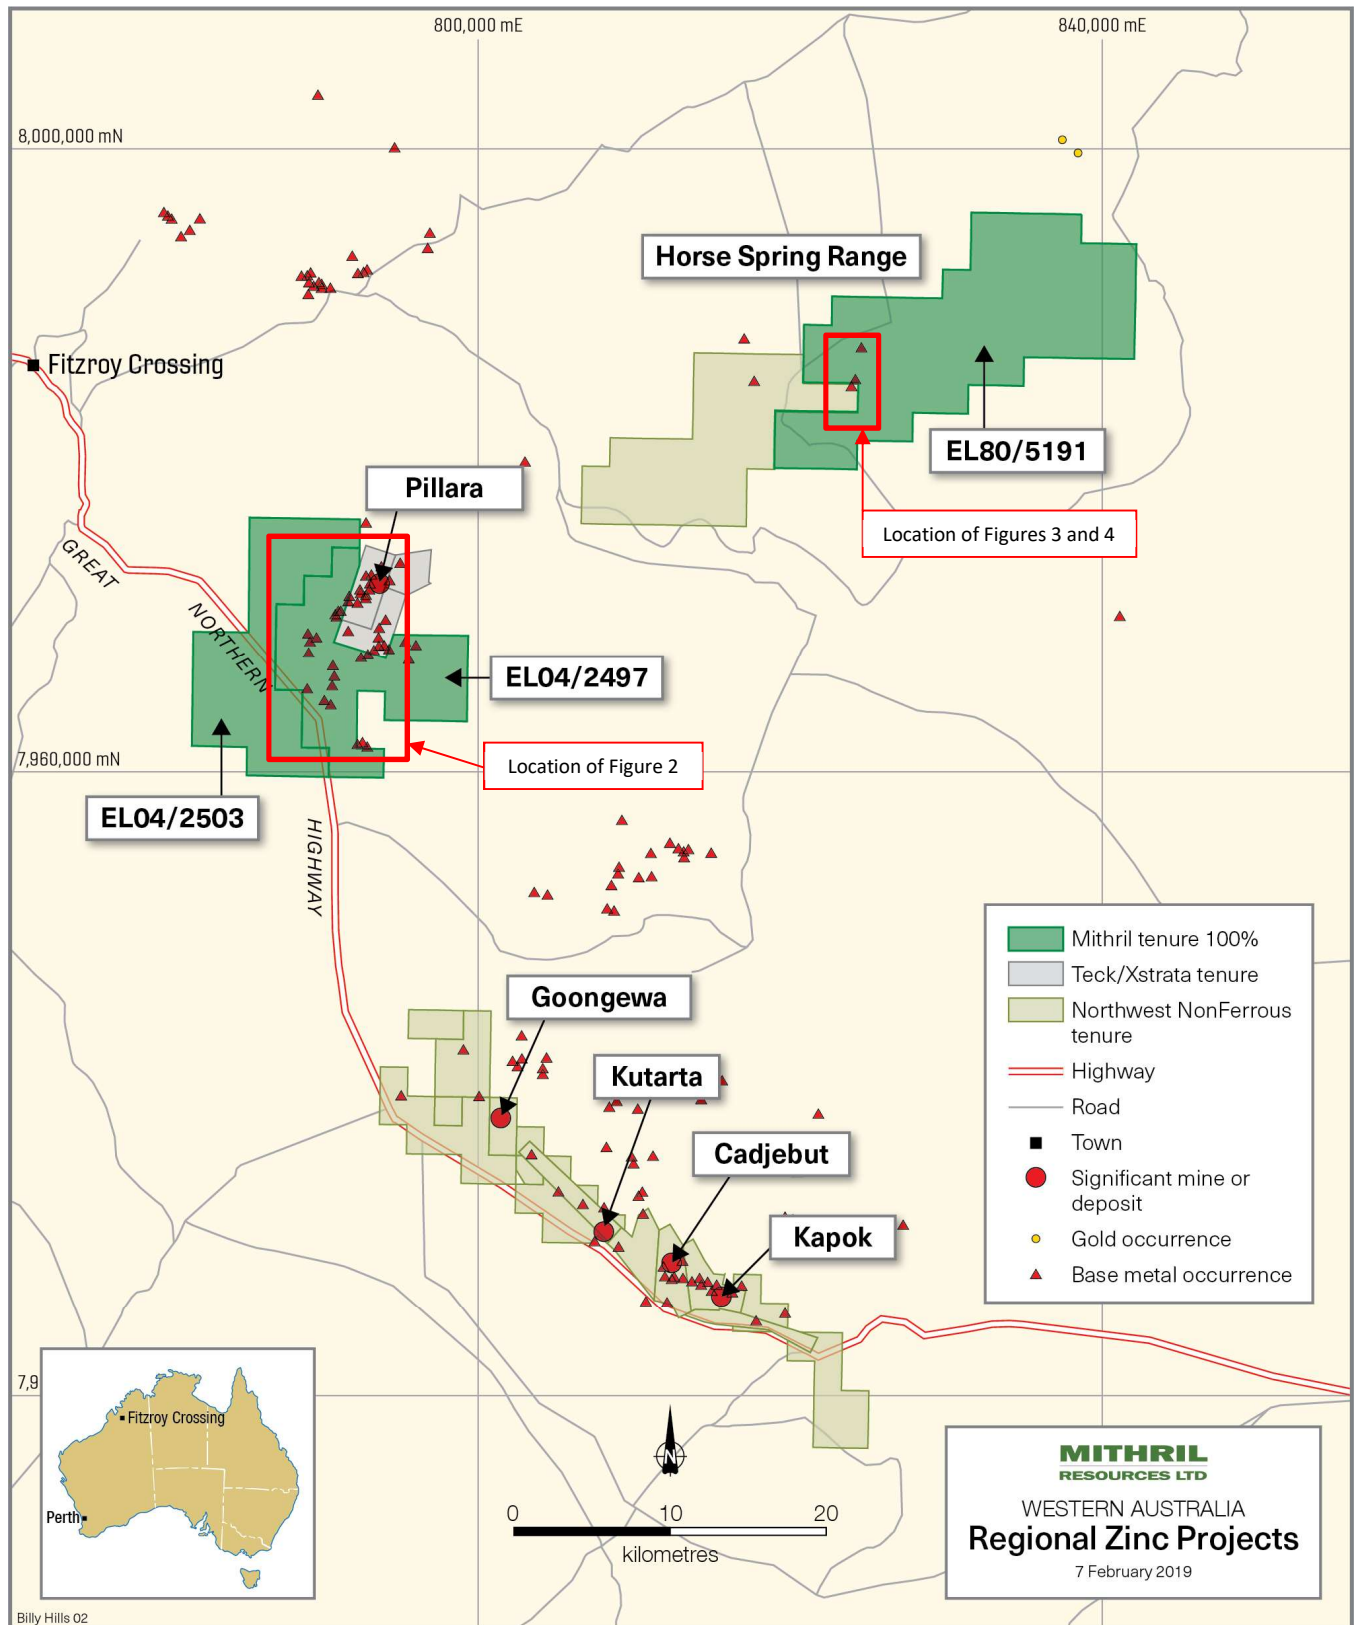 800,000 mE
840,000 mE
8,000,000 mN
Horse Spring Range
Fitzroy Crossing
EL80/5191
Pillara
Location of Figures 3 and 4
GREAT
NORTHERN
EL04/2497
7,960,000 mN
Location of Figure 2
EL04/2503
HIGHWAY
Mithril tenure 100%
Teck/Xstrata tenure
Northwest NonFerrous
tenure
Highway
Road
Town
Significant mine or
deposit
Gold occurrence
Base metal occurrence
Goongewa
Kutarta
Cadjebut
Kapok
7,9
Fitzroy Crossing
Perth
N
0 10 20
kilometres
MITHRIL
RESOURCES LTD
WESTERN AUSTRALIA
Regional Zinc Projects
7 February 2019
Billy Hills 02